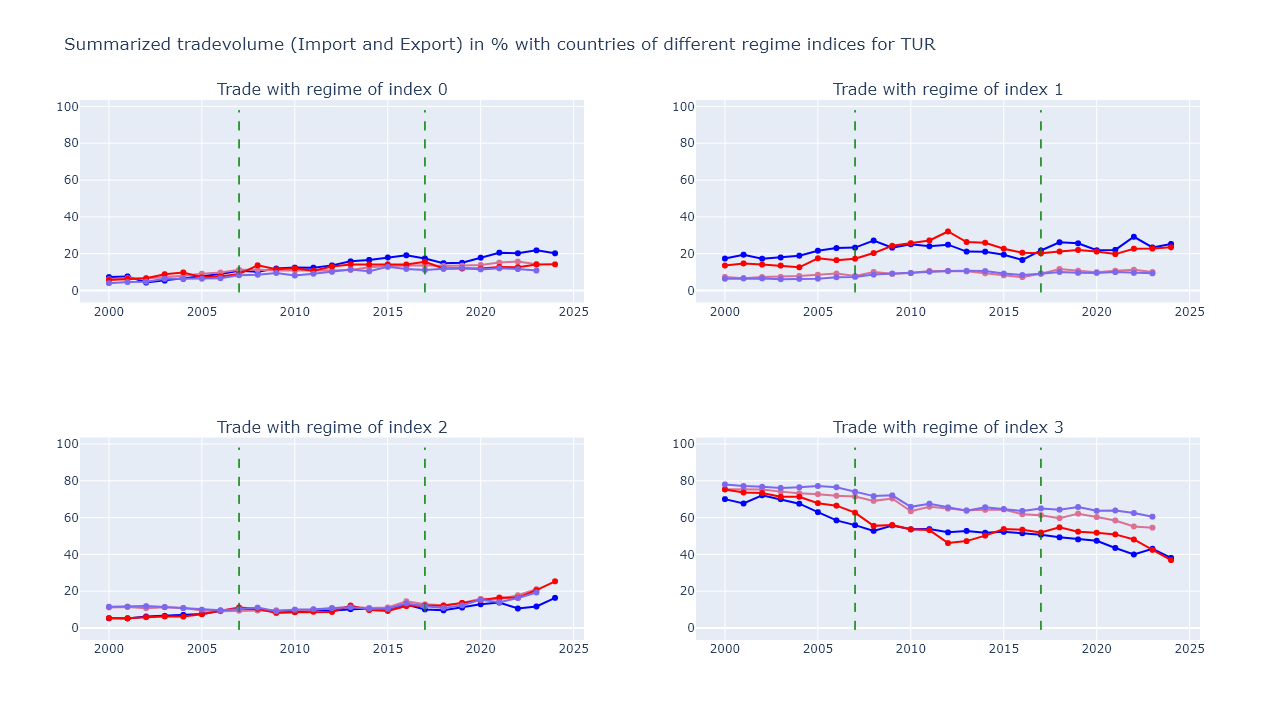 Summarized tradevolume (Import and Export) in % with countries of different regime indices for TUR
Trade with regime of index 0
100
80
60
40
20
0
2000 2005 2010 2015 2020 2025
Trade with regime of index 1
100
80
60
40
20
0
2000 2005 2010 2015 2020 2025
Trade with regime of index 2
100
80
60
40
20
0
2000 2005 2010 2015 2020 2025
Trade with regime of index 3
100
80
60
40
20
0
2000 2005 2010 2015 2020 2025